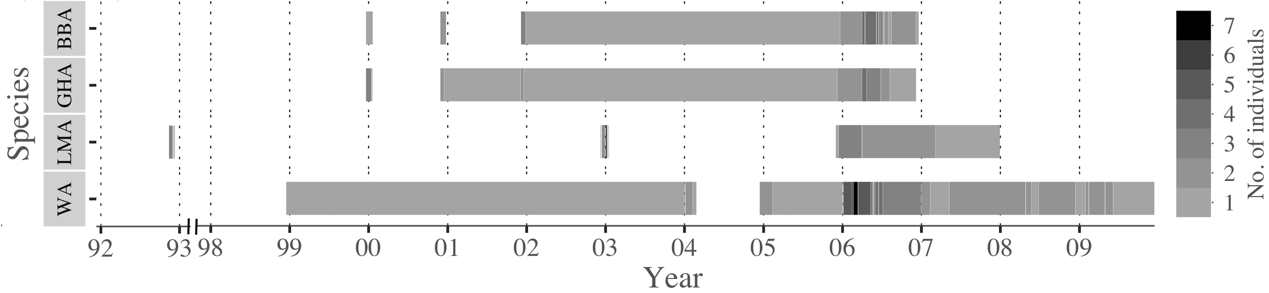 Species
BBA
GHA
LMA
WA
92 93 98 99 00 01 02 03 04 05 06 07 08 09
Year
7
6
5
4
3
2
1
No. of individuals